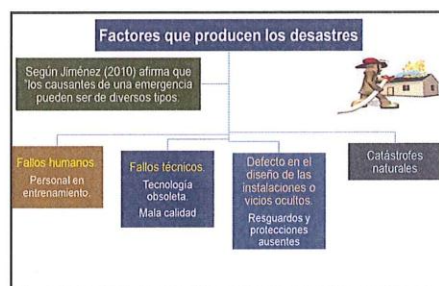 Factores que producen los desastres
Según Jiménez (2010) afirma que
"los causantes de una emergencia
pueden ser de diversos tipos.
Fallos humanos.
Personal en
entrenamiento.
Fallos técnicos.
Tecnología
obsoleta.
Mala calidad
Defecto en el
diseño de las
instalaciones o
vicios ocultos.
Resguardos y
protecciones
ausentes
Catástrofes
naturales